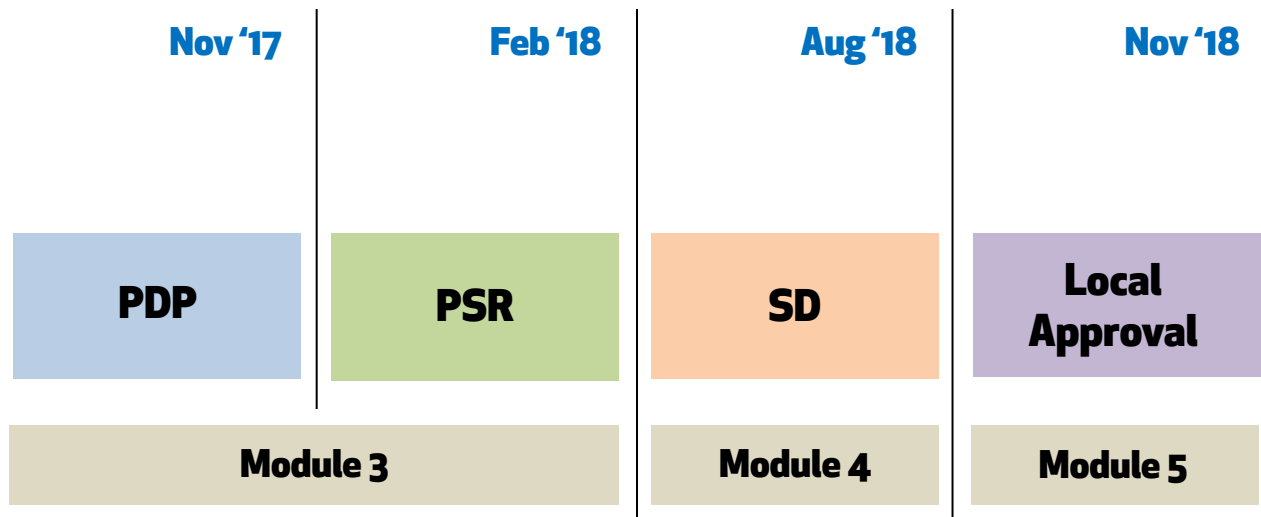 Nov ‘17
Feb ‘18
Aug ‘18
Nov ‘18
PDP
PSR
SD
Local
Approval
Module 3
Module 4
Module 5